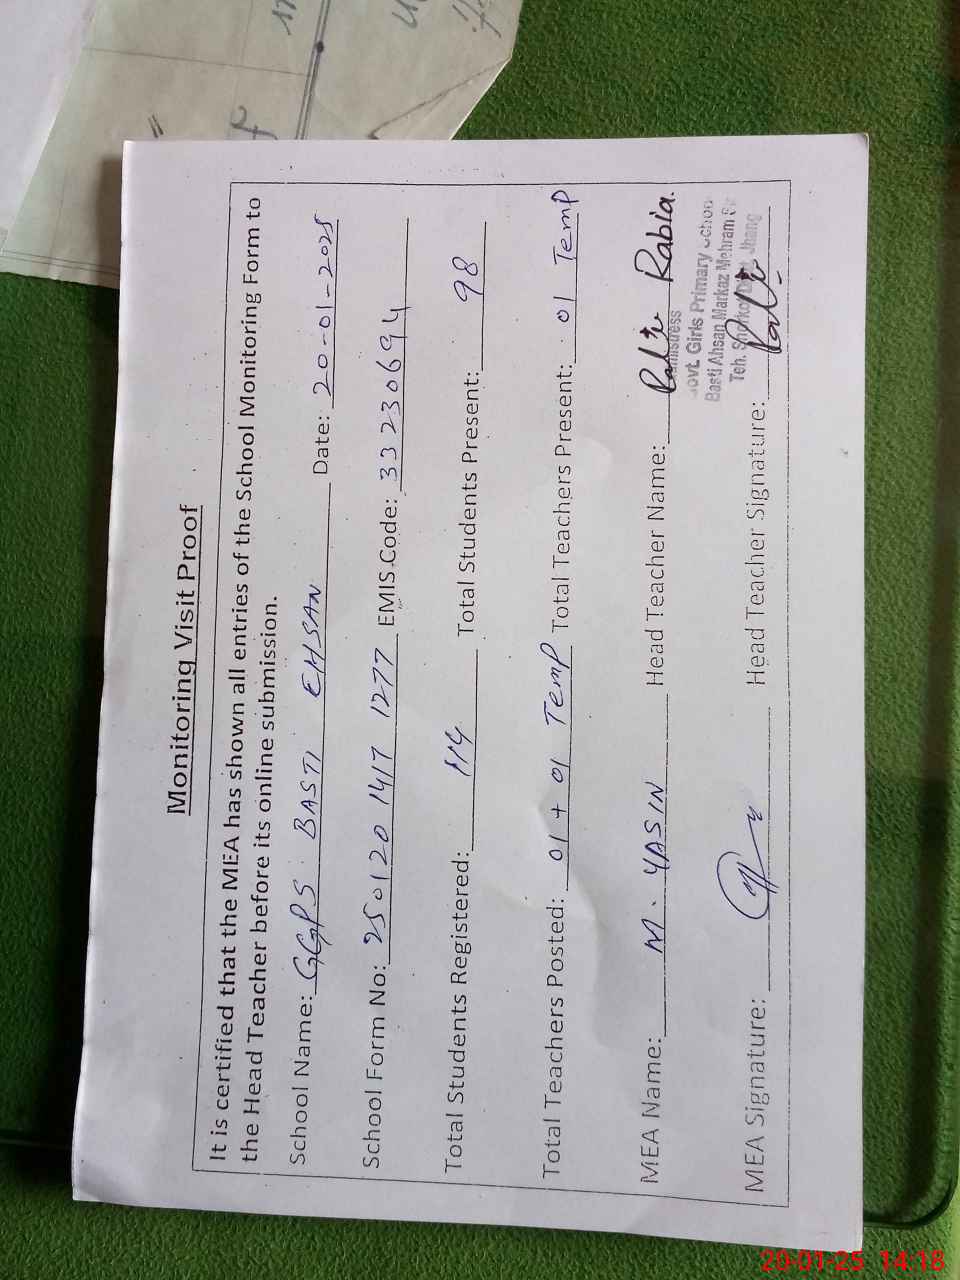 Monitoring Visit Proof
It is certified that the MEA has shown all entries of the School Monitoring Form to
the Head Teacher before its online submission.
School Name: GGPS BASTI EHSAN Date: 20-01-2025
School Form No: 250120 1417 1277 EMIS Code: 33230694
Total Students Registered: 114 Total Students Present: 98
Total Teachers Posted: 01 + 01 Temp Total Teachers Present: 01 Temp
MEA Name: M. YASIN Head Teacher Name: Rabia
Govt. Girls Primary School
Basti Ahsan Markaz Mehram
Teh. Jhang
MEA Signature: Head Teacher Signature:
20-01-25 14:18